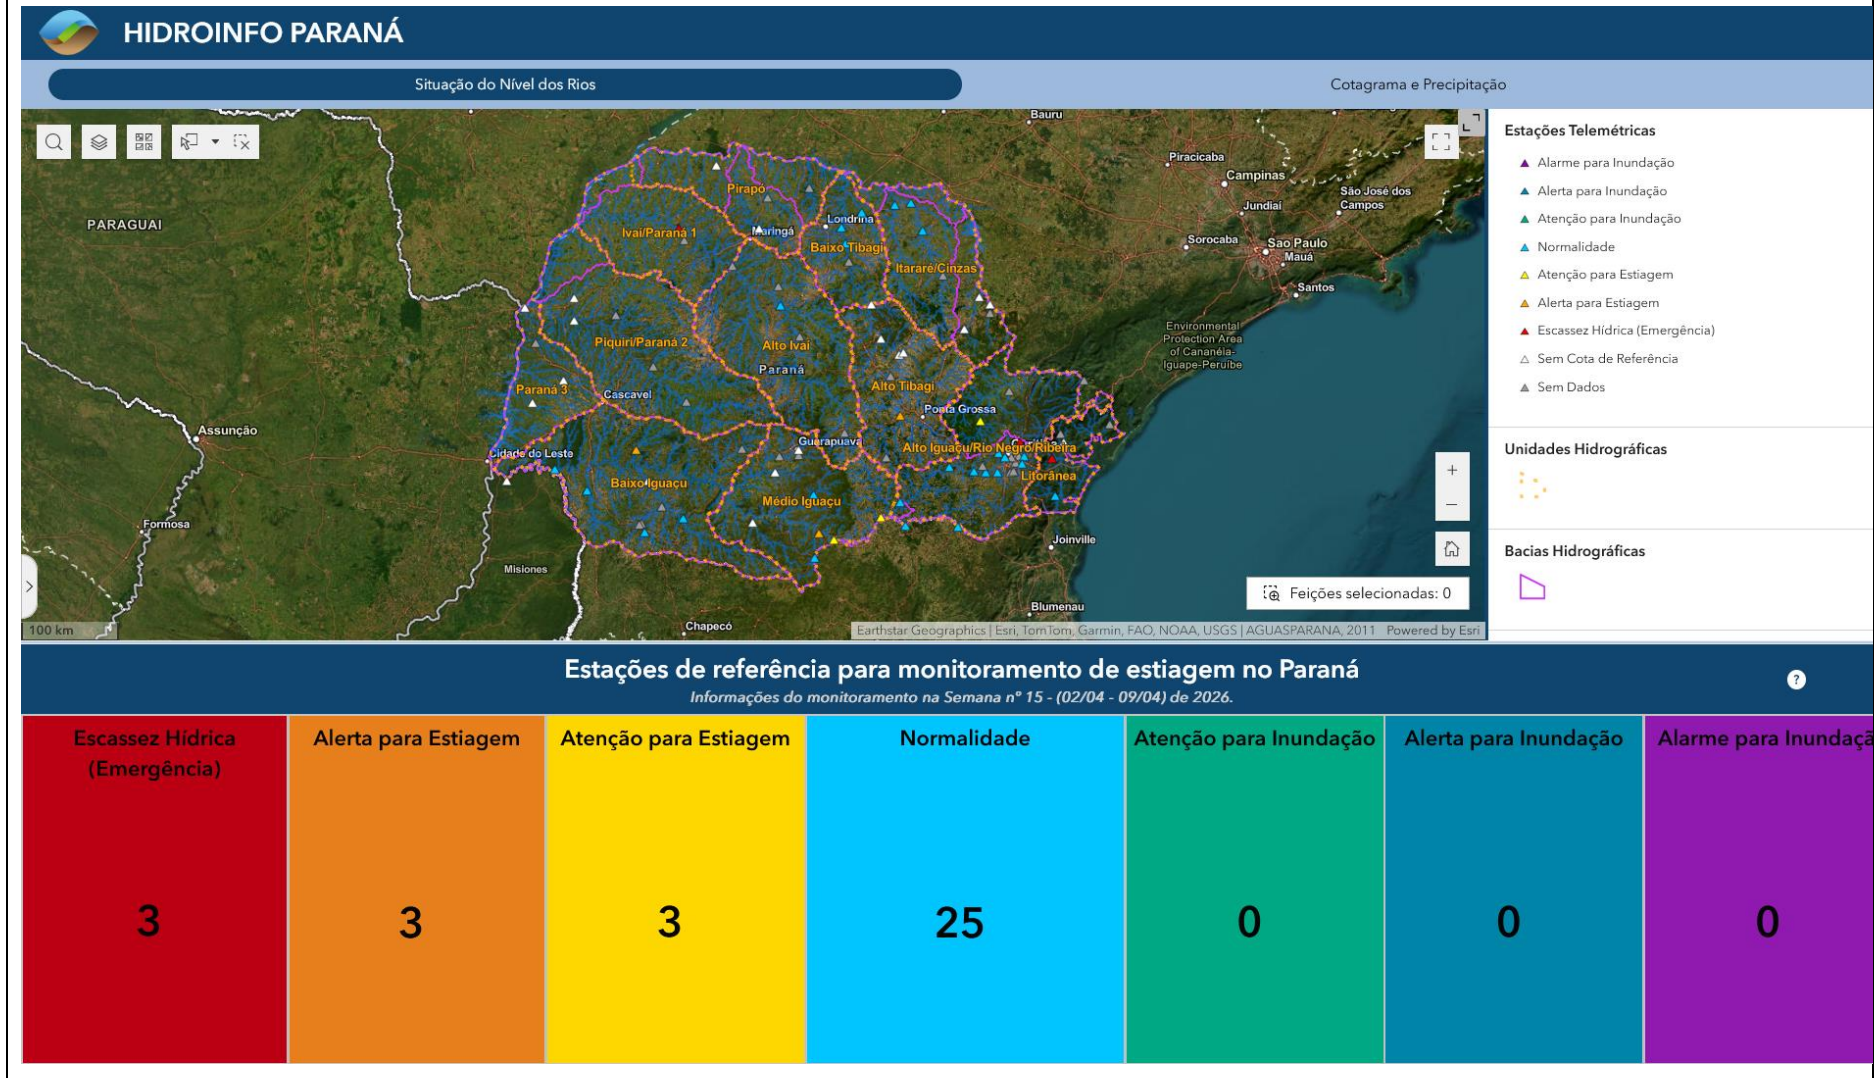 HIDROINFO PARANÁ
Situação do Nível dos Rios
Cotagrama e Precipitação
Bauru
Piracicaba
Campinas
São José dos
Campos
Jundiaí
Sorocaba
Sao Paulo
Mauá
Santos
PARAGUAI
Pirapó
Londrina
Ivaí/Paraná 1
Maringá
Baixo Tibagi
Itararé/Cinzas
Environmental
Protection Area
of Cananéia-
Iguape-Peruíbe
Piquiri/Paraná 2
Alto Ivaí
Paraná
Alto Tibagi
Paraná 3
Cascavel
Ponta Grossa
Assunção
Guarapuava
Alto Iguaçu/Rio Negro/Ribeira
Cidade do Leste
Litorânea
Baixo Iguaçu
Médio Iguaçu
Formosa
Joinville
Misiones
Blumenau
Chapecó
Feições selecionadas: 0
100 km
Earthstar Geographics | Esri, TomTom, Garmin, FAO, NOAA, USGS | AGUASPARANA, 2011 Powered by Esri
Estações Telemétricas
Alarme para Inundação
Alerta para Inundação
Atenção para Inundação
Normalidade
Atenção para Estiagem
Alerta para Estiagem
Escassez Hídrica (Emergência)
Sem Cota de Referência
Sem Dados
Unidades Hidrográficas
Bacias Hidrográficas
Estações de referência para monitoramento de estiagem no Paraná
?
Informações do monitoramento na Semana nº 15 - (02/04 - 09/04) de 2026.
Escassez Hídrica
(Emergência)
3
Alerta para Estiagem
3
Atenção para Estiagem
3
Normalidade
25
Atenção para Inundação
0
Alerta para Inundação
0
Alarme para Inundaçã
0